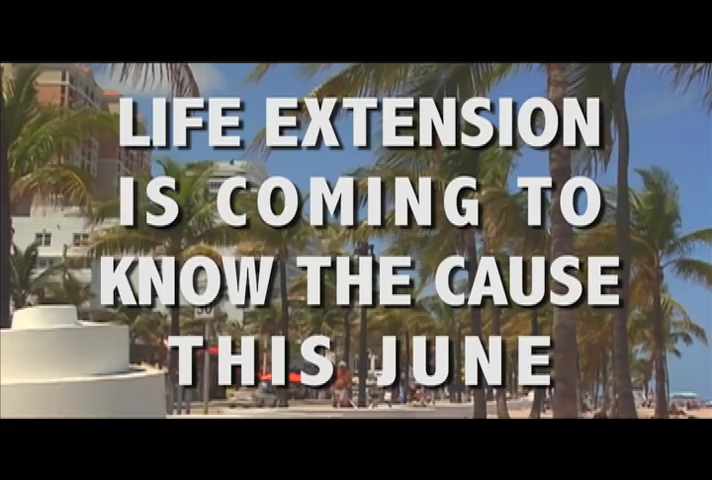 LIFE EXTENSION
IS COMING TO
KNOW THE CAUSE
THIS JUNE